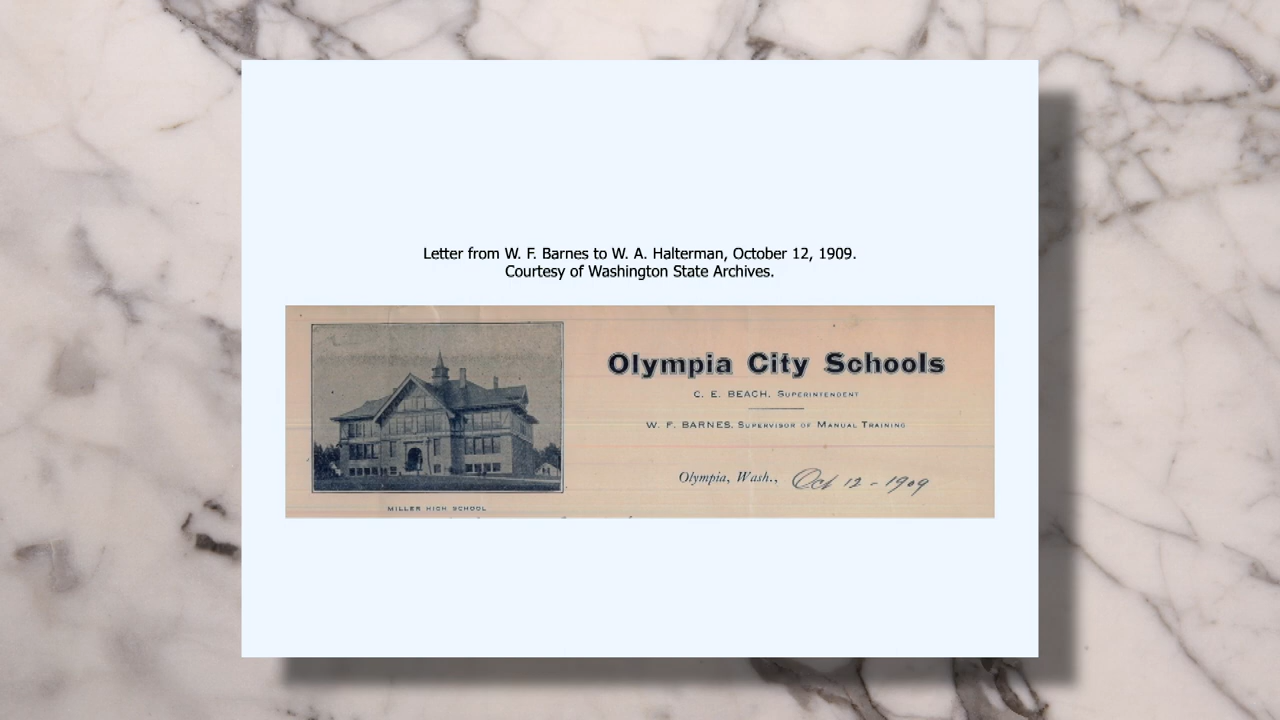 Letter from W. F. Barnes to W. A. Halterman, October 12, 1909.
Courtesy of Washington State Archives.
Olympia City Schools
C. E. BEACH, SUPERINTENDENT
W. F. BARNES, SUPERVISOR OF MANUAL TRAINING
Olympia, Wash., Oct 12 - 1909
MILLER HIGH SCHOOL